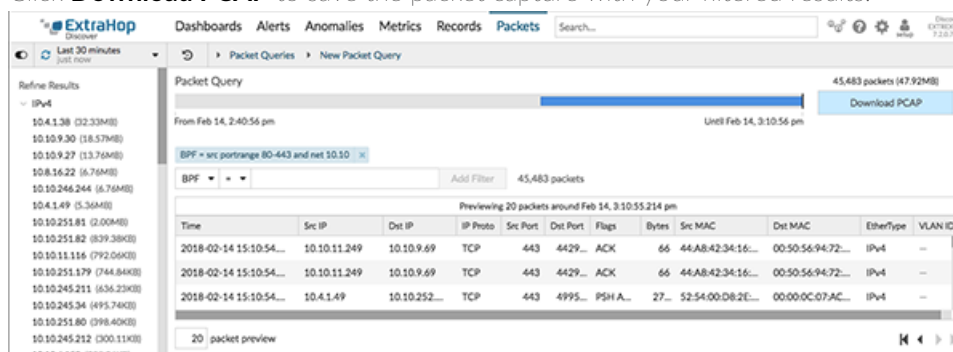 Click Download PCAP to save the packet capture with your filtered results.
ExtraHop
Discover
Dashboards Alerts Anomalies Metrics Records Packets Search...
setup
Last 30 minutes
just now
Packet Queries New Packet Query
Refine Results
IPv4
10.4.1.38 (32.33MB)
10.10.9.30 (18.57MB)
10.10.9.27 (13.76MB)
10.8.16.22 (6.76MB)
10.10.246.244 (6.76MB)
10.4.1.49 (5.36MB)
10.10.251.81 (2.00MB)
10.10.251.82 (839.38KB)
10.10.11.116 (792.06KB)
10.10.251.179 (744.84KB)
10.10.245.211 (636.23KB)
10.10.245.34 (495.74KB)
10.10.251.80 (398.40KB)
10.10.245.212 (300.11KB)
Packet Query
45,483 packets (47.92MB)
Download PCAP
From Feb 14, 2:40:56 pm Until Feb 14, 3:10:56 pm
BPF = src portrange 80-443 and net 10.10 ×
BPF = Add Filter 45,483 packets
Previewing 20 packets around Feb 14, 3:10:55.214 pm
Time Src IP Dst IP IP Proto Src Port Dst Port Flags Bytes Src MAC Dst MAC EtherType VLAN ID
2018-02-14 15:10:54.... 10.10.11.249 10.10.9.69 TCP 443 4429... ACK 66 44:A8:42:34:16:... 00:50:56:94:72:... IPv4 --
2018-02-14 15:10:54.... 10.10.11.249 10.10.9.69 TCP 443 4429... ACK 66 44:A8:42:34:16:... 00:50:56:94:72:... IPv4 --
2018-02-14 15:10:54.... 10.4.1.49 10.10.252.... TCP 443 4995... PSH A... 27... 52:54:00:D8:2E:... 00:00:0C:07:AC... IPv4 --
20 packet preview